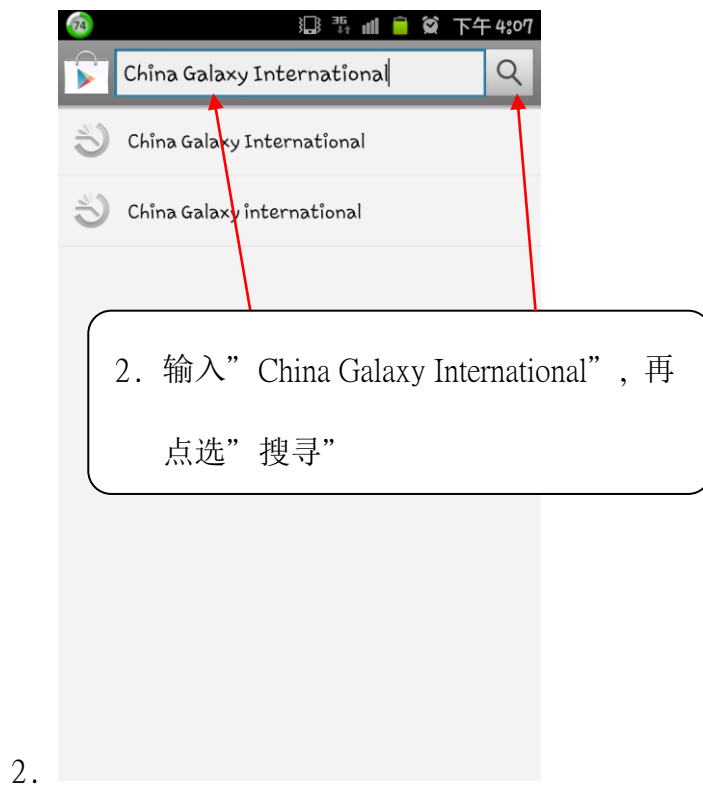 74 3G 下午 4:07
China Galaxy International
China Galaxy International
China Galaxy international
2. 输入” China Galaxy International”, 再
点选” 搜寻”
2.